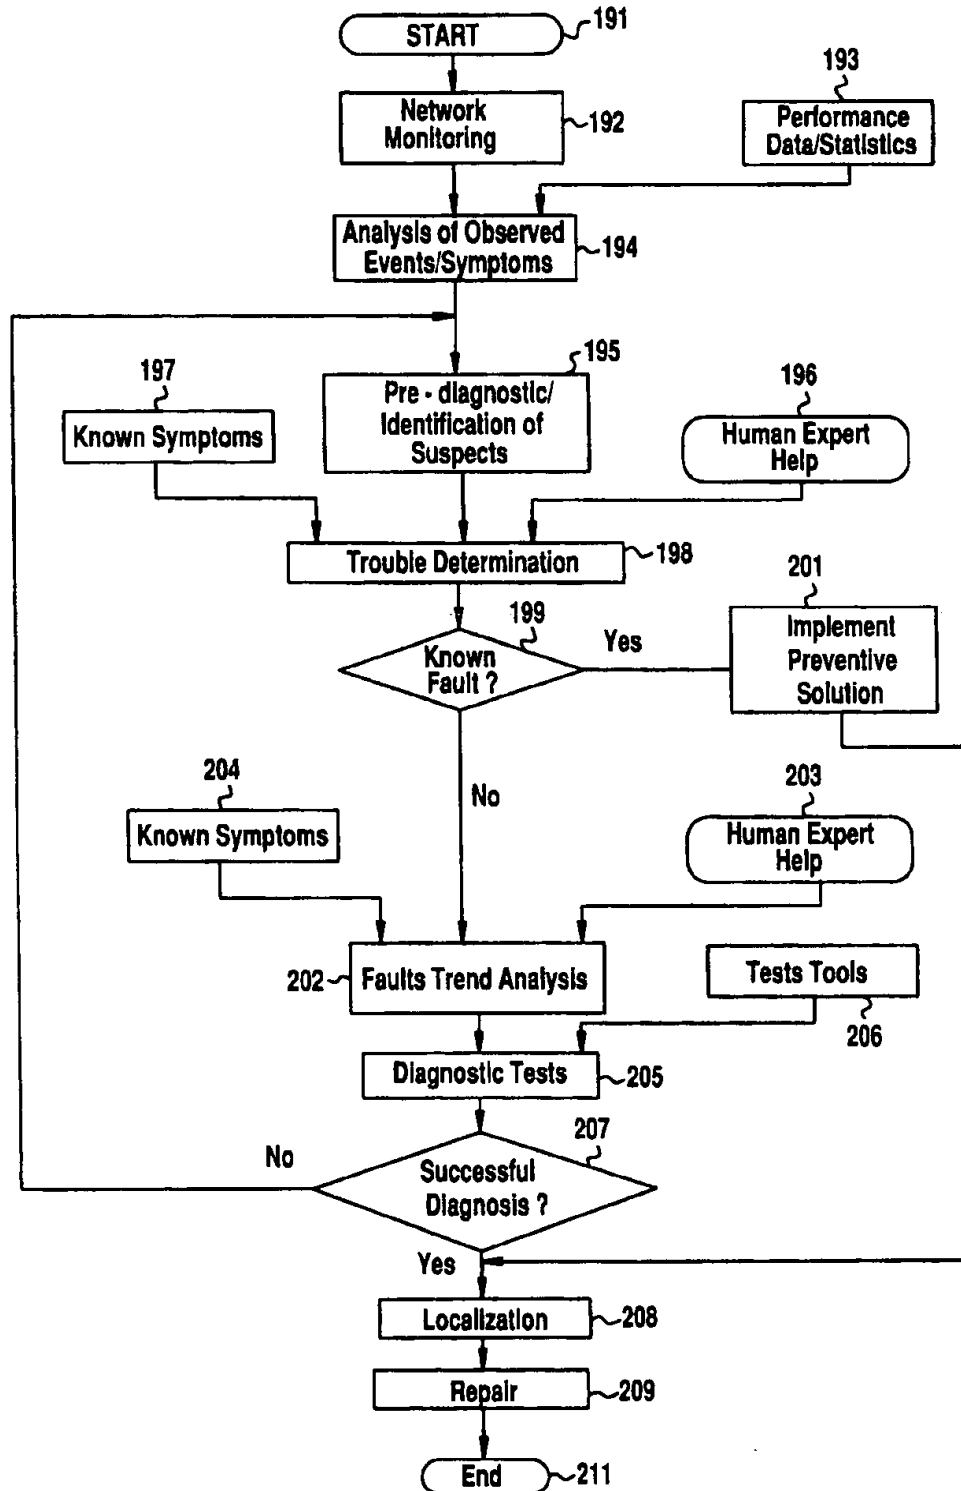 START
191
Network
Monitoring
192
193
Performance
Data/Statistics
Analysis of Observed
Events/Symptoms
194
195
Pre - diagnostic/
Identification of
Suspects
197
Known Symptoms
196
Human Expert
Help
Trouble Determination
198
199
Known
Fault ?
Yes
201
Implement
Preventive
Solution
No
204
Known Symptoms
203
Human Expert
Help
202
Faults Trend Analysis
Tests Tools
206
Diagnostic Tests
205
207
No
Successful
Diagnosis ?
Yes
Localization
208
Repair
209
End
211